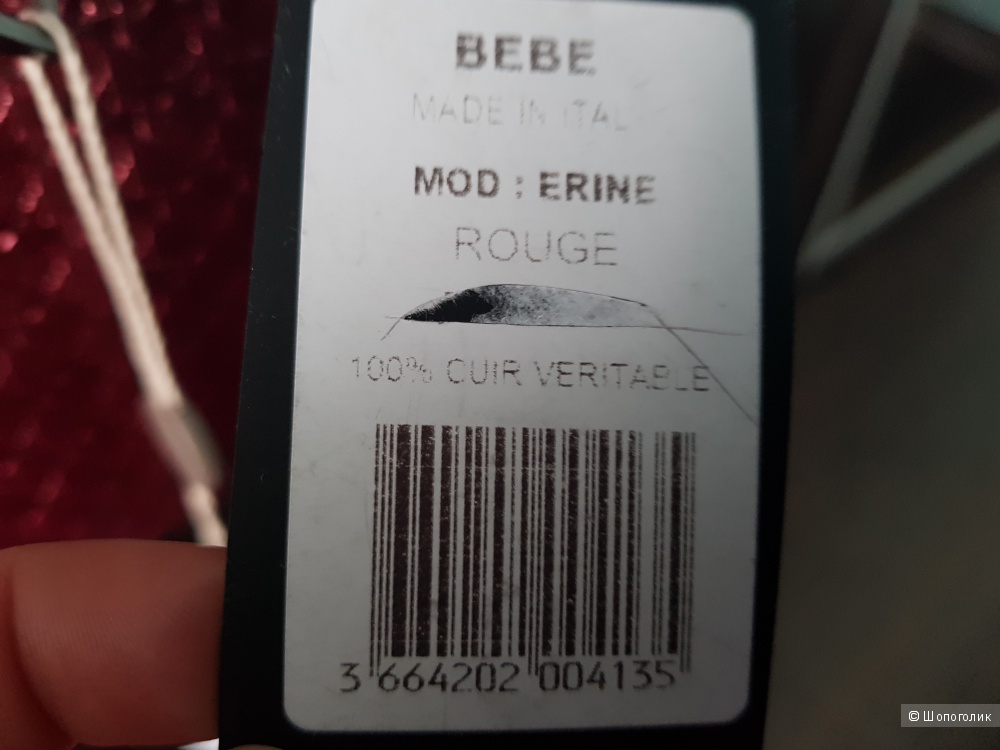 BEBE
MADE IN ITAL
MOD : ERINE
ROUGE
100% CUIR VERITABLE
3 664202 004135
© Шопоголик